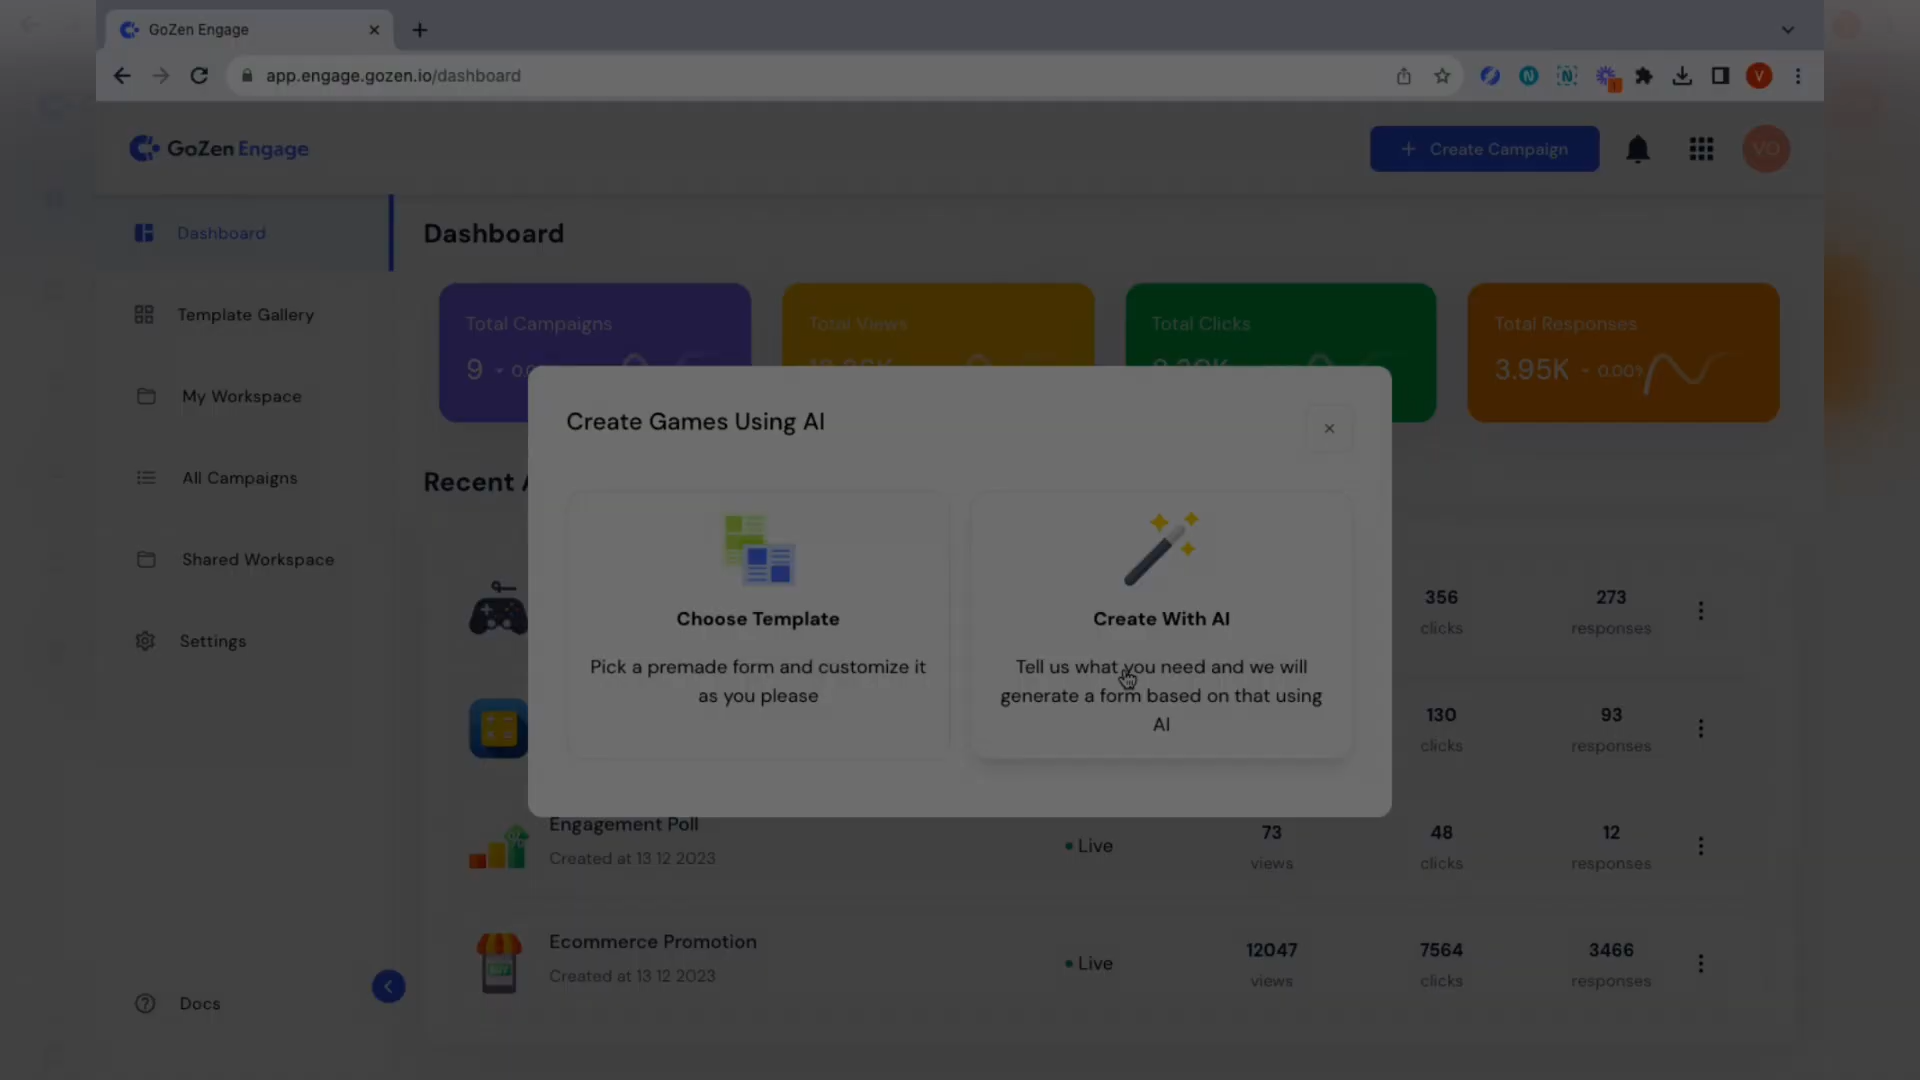 GoZen Engage
app.engage.gozen.io/dashboard
N
N
1
V
GoZen Engage
+ Create Campaign
VO
Dashboard
Template Gallery
My Workspace
All Campaigns
Shared Workspace
Settings
Docs
Dashboard
Total Campaigns
9
Total Views
Total Clicks
Total Responses
3.95K
Recent
Create Games Using AI
Choose Template
Pick a premade form and customize it
as you please
Create With AI
Tell us what you need and we will
generate a form based on that using
AI
356
clicks
273
responses
130
clicks
93
responses
Engagement Poll
Created at 13 12 2023
Live
73
views
48
clicks
12
responses
Ecommerce Promotion
Created at 13 12 2023
Live
12047
views
7564
clicks
3466
responses